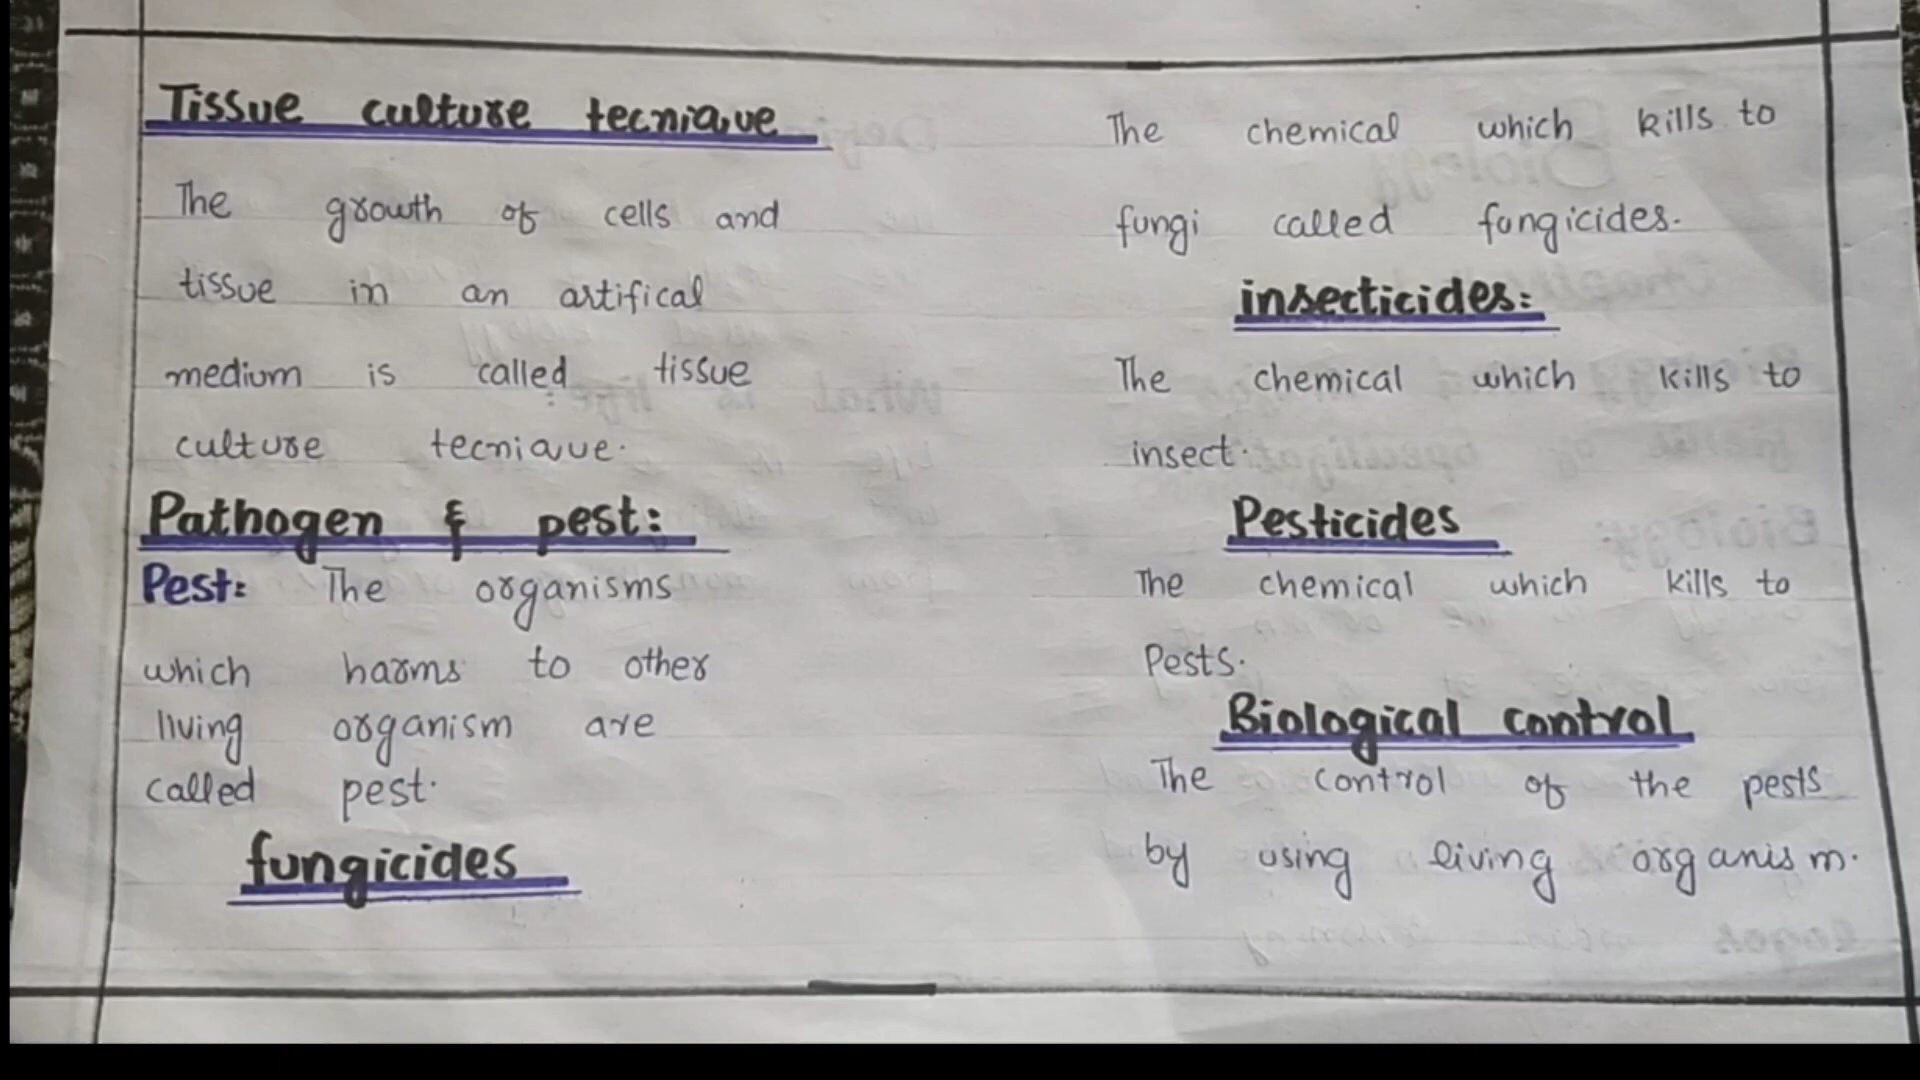 Tissue culture tecniqve
The growth of cells and
tissue in an artifical
medium is called tissue
culture tecniqve.
Pathogen & pest:
Pest: The organisms
which harms to other
living organism are
called pest.
fungicides
The chemical which kills to
fungi called fungicides.
insecticides:
The chemical which kills to
insect.
Pesticides
The chemical which kills to
Pests.
Biological control
The control of the pests
by using living organism.